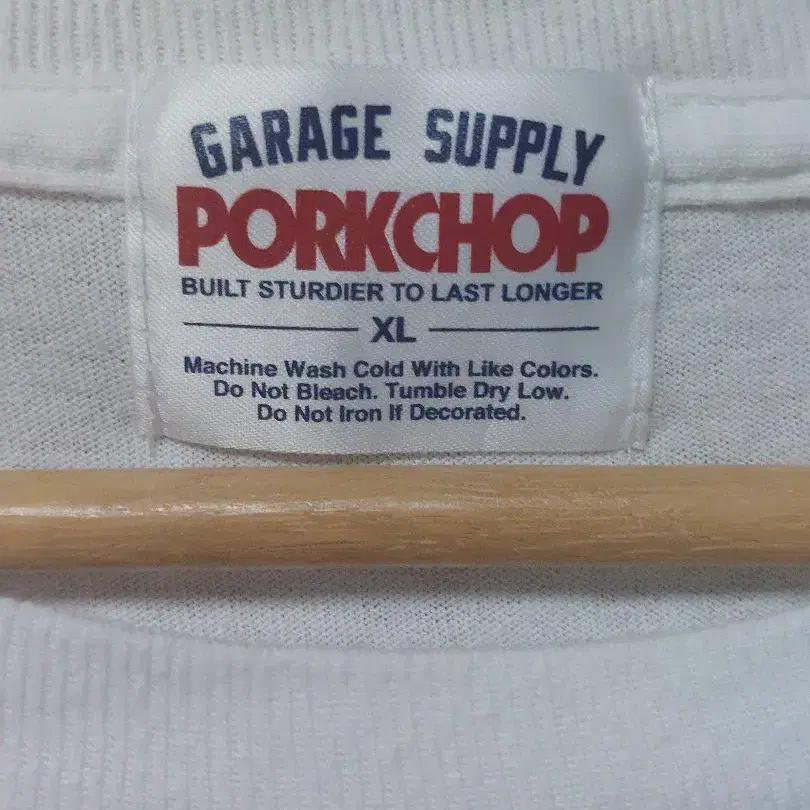 GARAGE SUPPLY
PORKCHOP
BUILT STURDIER TO LAST LONGER
XL
Machine Wash Cold With Like Colors.
Do Not Bleach. Tumble Dry Low.
Do Not Iron If Decorated.